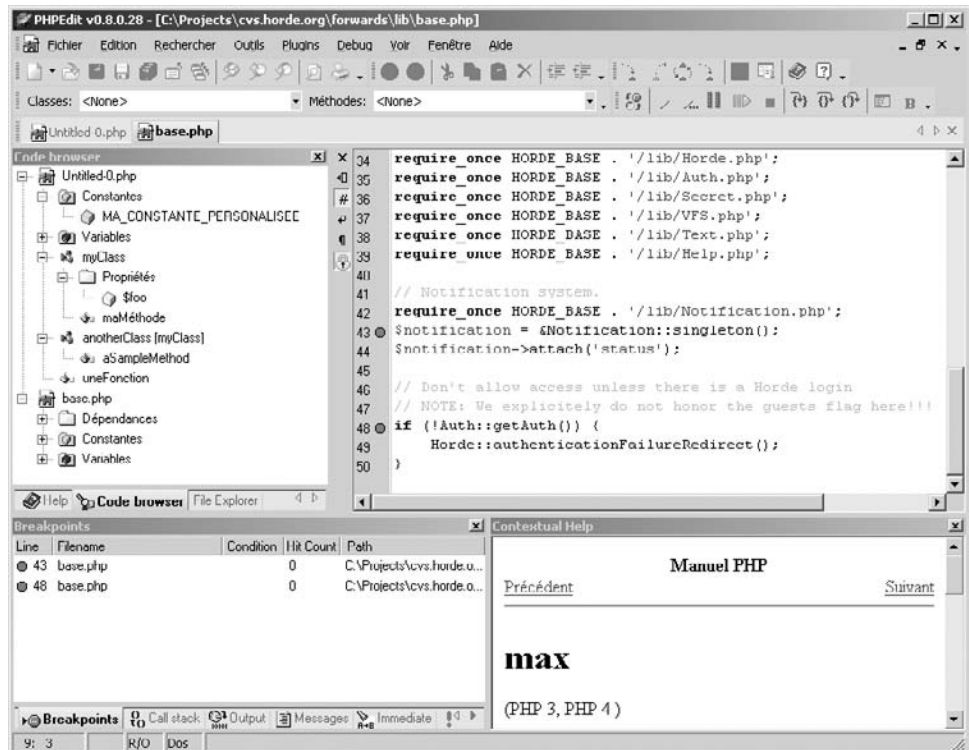 PHPEdit v0.8.0.28 - [C:\Projects\cvs.horde.org\forwards\lib\base.php]
Fichier Edition Rechercher Outils Plugins Debug Voir Fenêtre Aide
Classes: <None> Méthodes: <None>
Untitled-0.php base.php
Code browser
Untitled-0.php
Constantes
MA_CONSTANTE_PERSONALISEE
Variables
myClass
Propriétés
$foo
maMéthode
anotherClass (myClass)
aSampleMethod
uneFonction
base.php
Dépendances
Constantes
Variables
Help Code browser File Explorer
34 require_once HORDE_BASE . '/lib/Horde.php';
35 require_once HORDE_BASE . '/lib/Auth.php';
36 require_once HORDE_BASE . '/lib/Secret.php';
37 require_once HORDE_BASE . '/lib/VFS.php';
38 require_once HORDE_BASE . '/lib/Text.php';
39 require_once HORDE_BASE . '/lib/Help.php';
40
41 // Notification system.
42 require_once HORDE_BASE . '/lib/Notification.php';
43 $notification = &Notification::singleton();
44 $notification->attach('status');
45
46 // Don't allow access unless there is a Horde login
47 // NOTE: We explicitely do not honor the guests flag here!!!
48 if (!Auth::getAuth()) {
49 Horde::authenticationFailureRedirect();
50 }
Breakpoints
Line Filename Condition Hit Count Path
43 base.php 0 C:\Projects\cvs.horde.o...
48 base.php 0 C:\Projects\cvs.horde.o...
Breakpoints Call stack Output Messages Immediate
Contextual Help
Manuel PHP
Précédent Suivant
max
(PHP 3, PHP 4 )
9: 3 R/O Dos